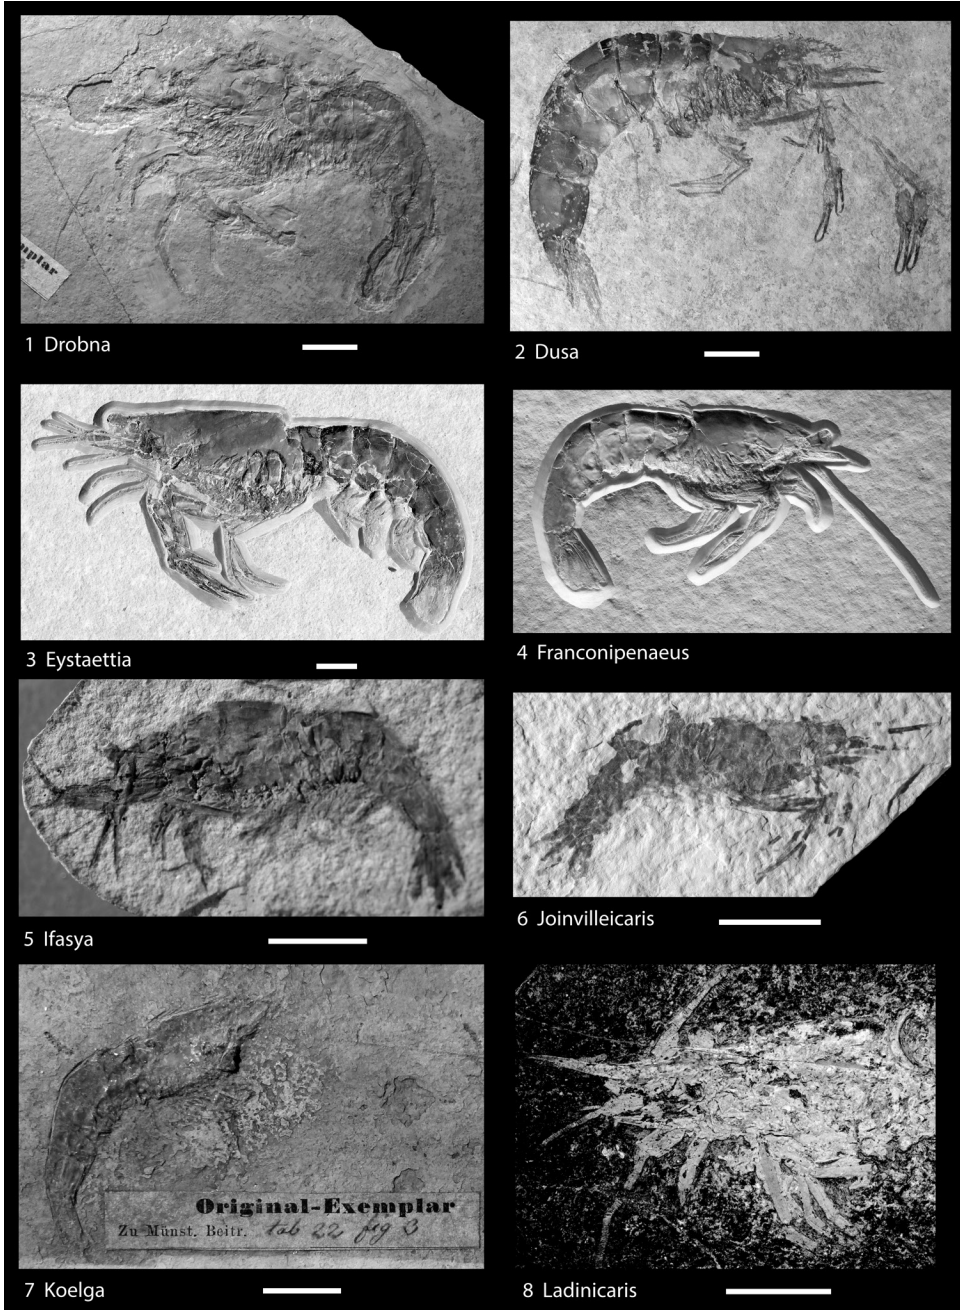 mplar
1 Drobna
2 Dusa
3 Eystaettia
4 Franconipenaeus
5 Ifasya
6 Joinvilleicaris
Original-Exemplar
Zu Münst. Beitr. tab 22 fig 3
7 Koelga
8 Ladinicaris